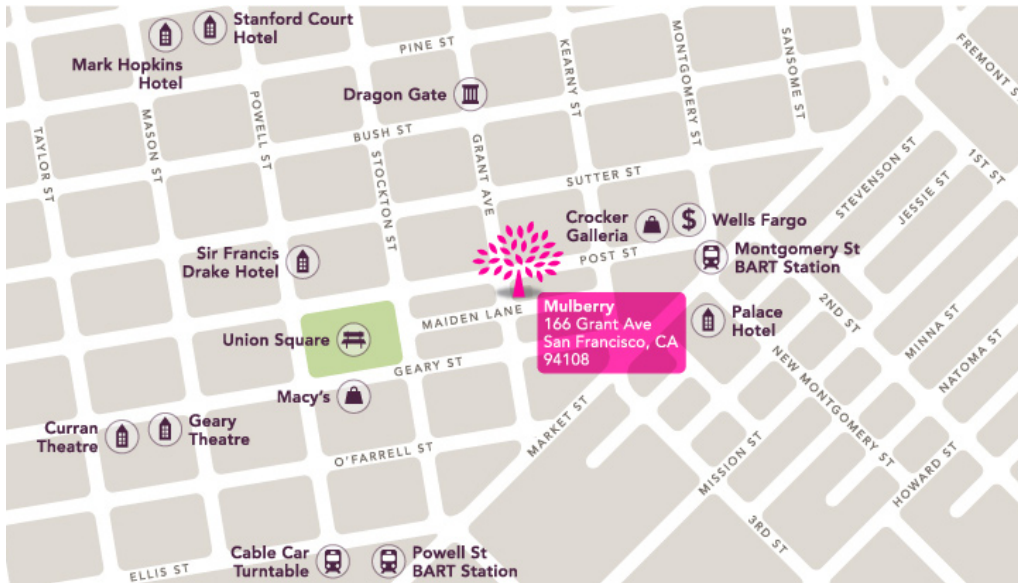 Stanford Court
Hotel
Mark Hopkins
Hotel
PINE ST
KEARNY ST
MONTGOMERY ST
SANSOME ST
FREMONT S
Dragon Gate
TAYLOR ST
MASON ST
POWELL ST
BUSH ST
STOCKTON ST
GRANT AVE
SUTTER ST
STEVENSON ST
JESSIE ST
1ST ST
Crocker
Galleria
$
Wells Fargo
POST ST
Montgomery St
BART Station
Sir Francis
Drake Hotel
MAIDEN LANE
Mulberry
166 Grant Ave
San Francisco, CA
94108
Palace
Hotel
2ND ST
MINNA ST
NATOMA ST
Union Square
GEARY ST
NEW MONTGOMERY ST
Macy's
Curran
Theatre
Geary
Theatre
O'FARRELL ST
MARKET ST
MISSION ST
HOWARD ST
3RD ST
Cable Car
Turntable
Powell St
BART Station
ELLIS ST